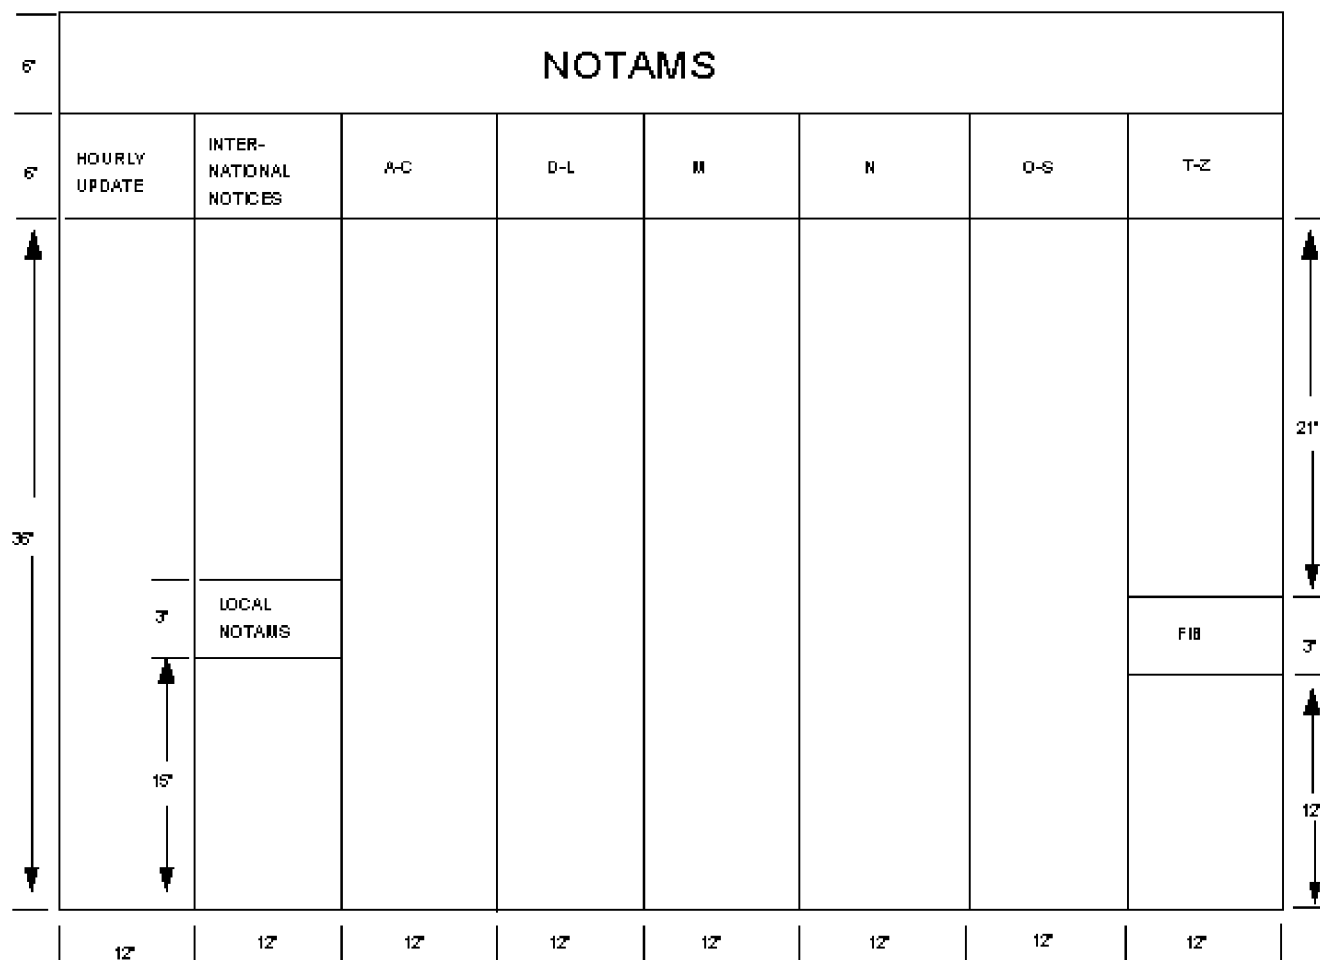 NOTAMS
6"
HOURLY
UPDATE
INTER-
NATIONAL
NOTICES
A-C
D-L
M
N
O-S
T-Z
6"
21"
36"
3"
LOCAL
NOTAMS
FIB
3"
15"
12"
12"
12"
12"
12"
12"
12"
12"
12"